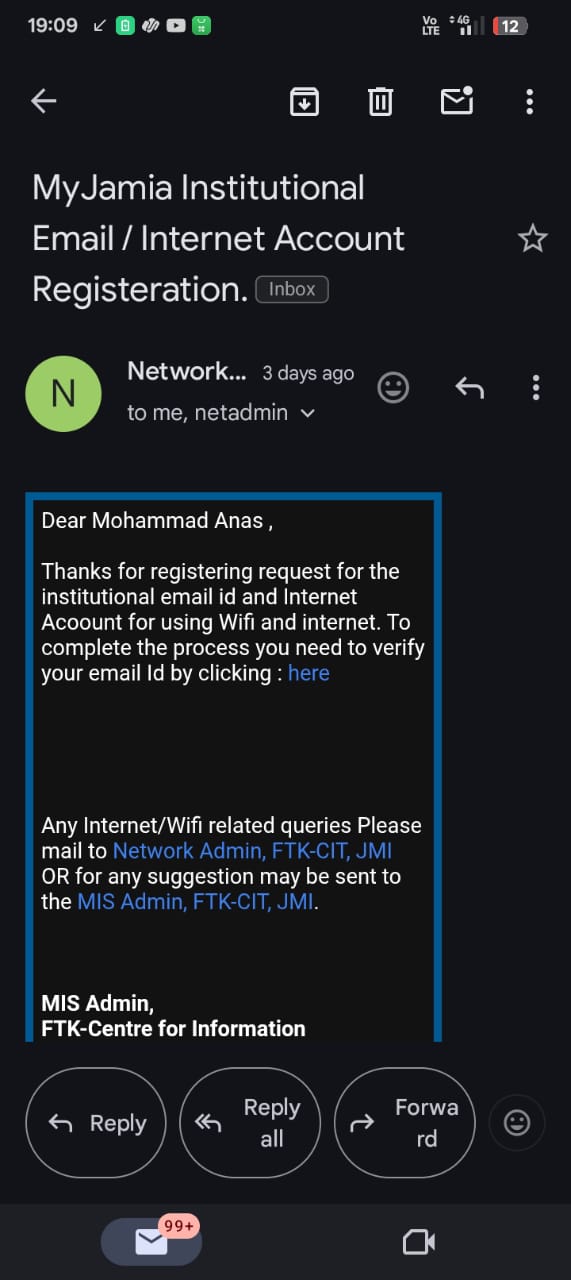 19:09
Vo
LTE
4G
12
MyJamia Institutional
Email / Internet Account
Registeration. Inbox
N
Network... 3 days ago
to me, netadmin
Dear Mohammad Anas ,
Thanks for registering request for the
institutional email id and Internet
Acoount for using Wifi and internet. To
complete the process you need to verify
your email Id by clicking : here
Any Internet/Wifi related queries Please
mail to Network Admin, FTK-CIT, JMI
OR for any suggestion may be sent to
the MIS Admin, FTK-CIT, JMI.
MIS Admin,
FTK-Centre for Information
Reply
Reply
all
Forwa
rd
99+